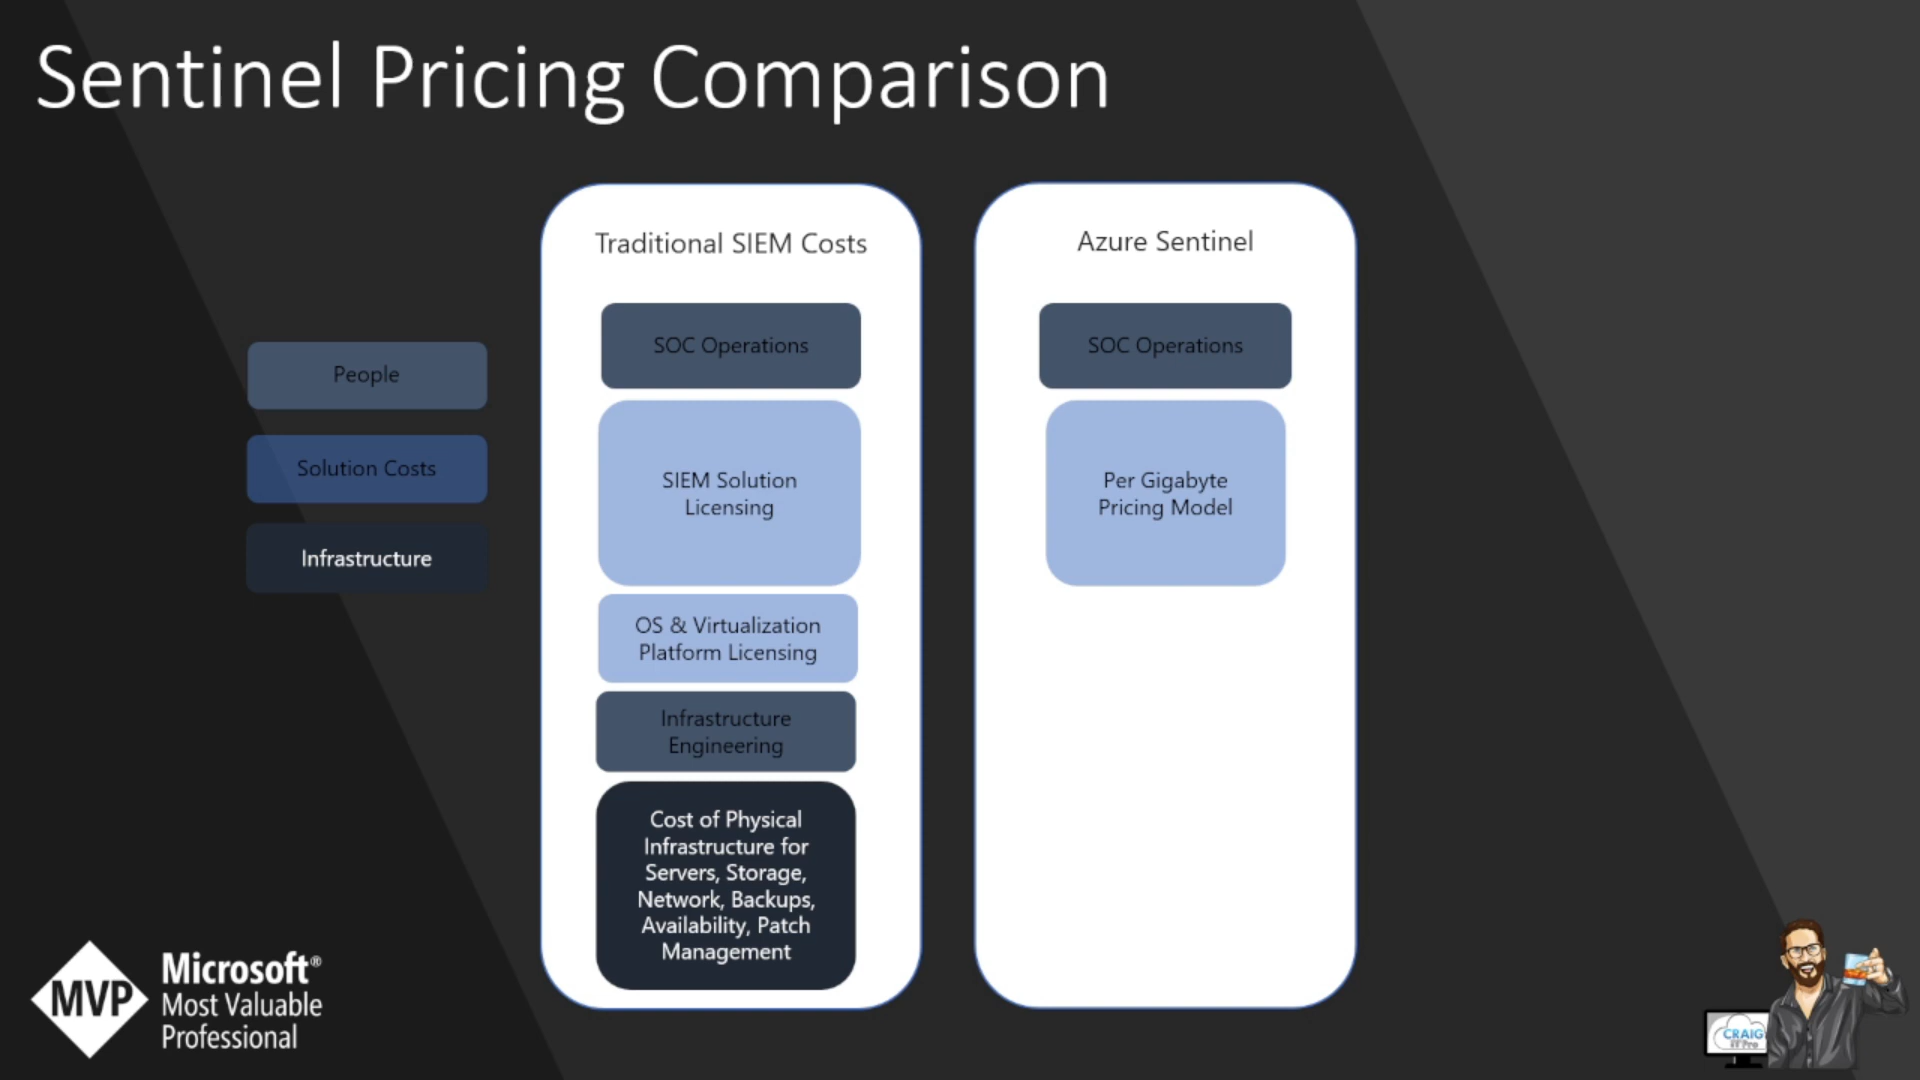 Sentinel Pricing Comparison
People
Solution Costs
Infrastructure
Traditional SIEM Costs
SOC Operations
SIEM Solution
Licensing
OS & Virtualization
Platform Licensing
Infrastructure
Engineering
Cost of Physical
Infrastructure for
Servers, Storage,
Network, Backups,
Availability, Patch
Management
Azure Sentinel
SOC Operations
Per Gigabyte
Pricing Model
MVP
Microsoft®
Most Valuable
Professional
CRAIG
IT Pro